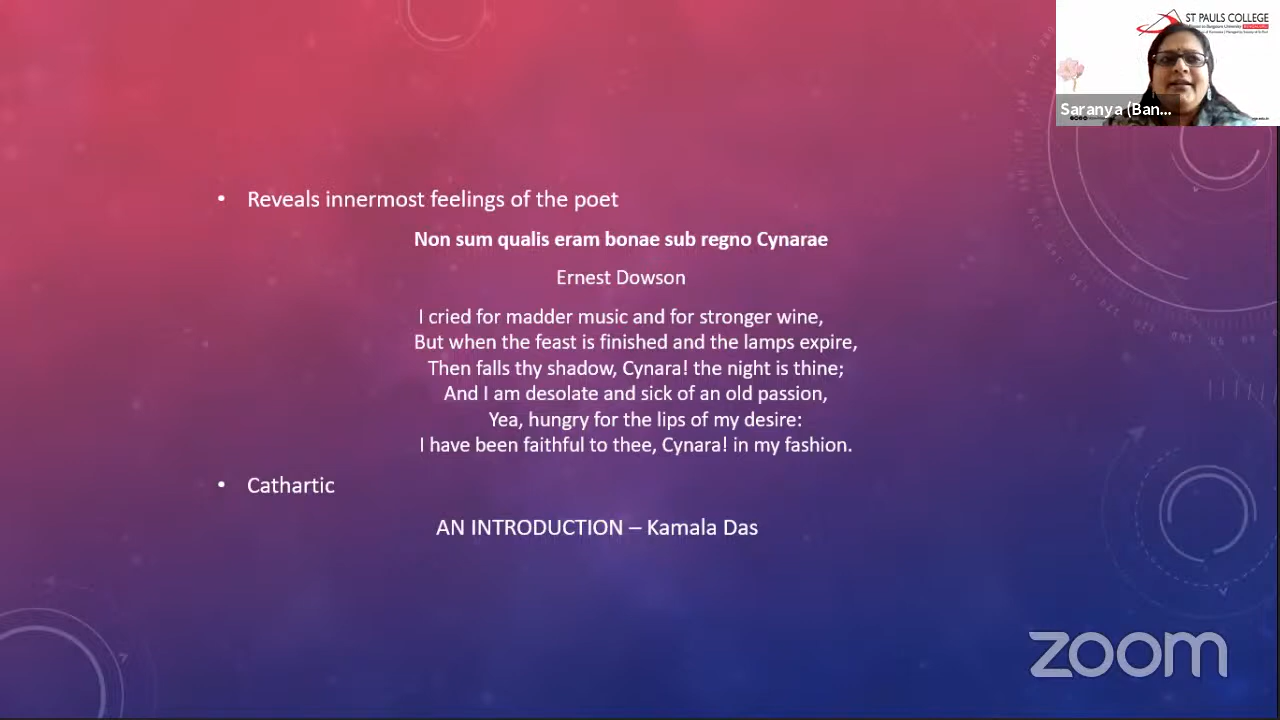 ST PAULS COLLEGE
Saranya (Ban...
• Reveals innermost feelings of the poet
Non sum qualis eram bonae sub regno Cynarae
Ernest Dowson
I cried for madder music and for stronger wine,
But when the feast is finished and the lamps expire,
Then falls thy shadow, Cynara! the night is thine;
And I am desolate and sick of an old passion,
Yea, hungry for the lips of my desire:
I have been faithful to thee, Cynara! in my fashion.
• Cathartic
AN INTRODUCTION – Kamala Das
zoom